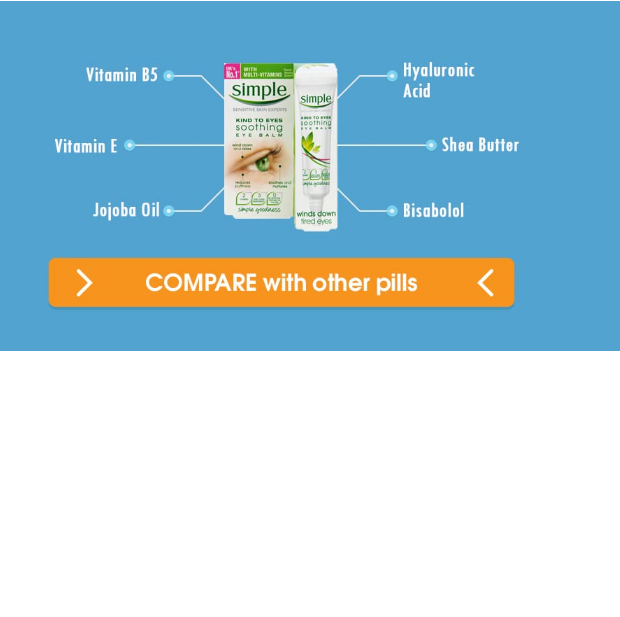 Vitamin B5
Hyaluronic
Acid
Vitamin E
Shea Butter
Jojoba Oil
Bisabolol
UK's
No.1
WITH
MULTI-VITAMINS
simple
SENSITIVE SKIN EXPERTS
KIND TO EYES
soothing
EYE BALM
simple goodness
simple
KIND TO EYES
soothing
EYE BALM
simple goodness
winds down
tired eyes
COMPARE with other pills